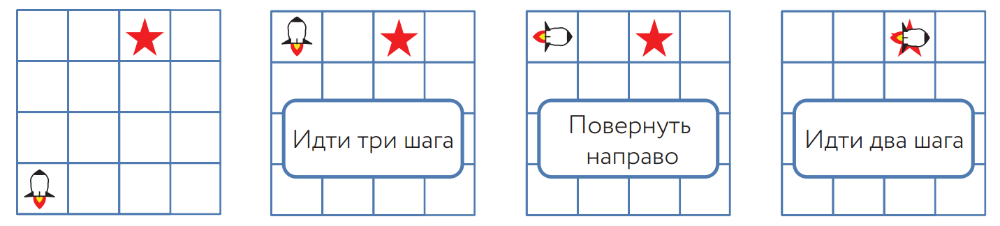 Идти три шага
Повернуть
направо
Идти два шага